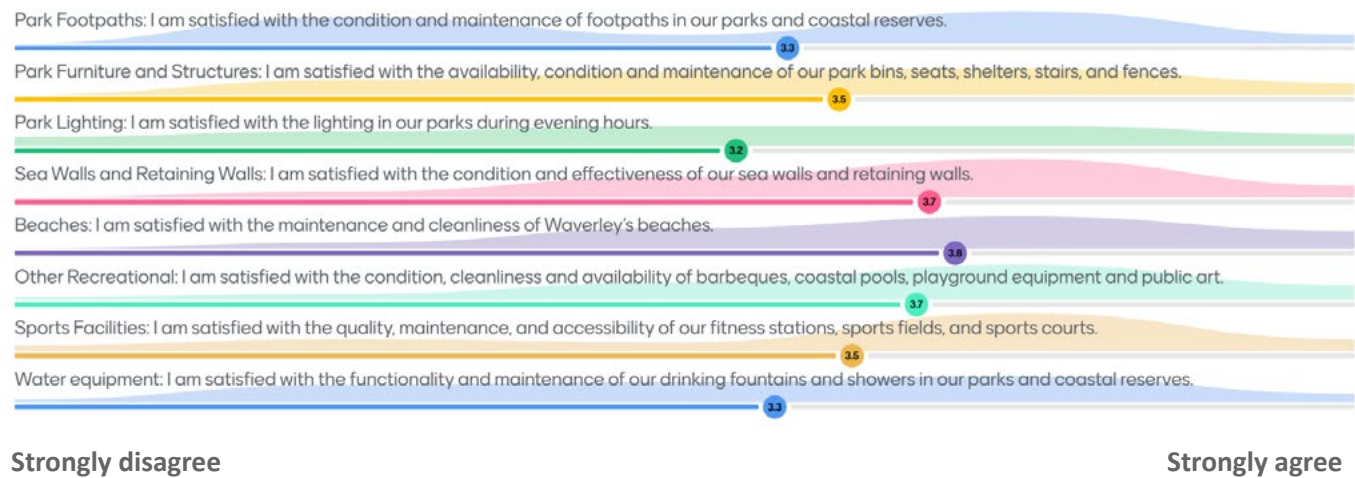 Park Footpaths: I am satisfied with the condition and maintenance of footpaths in our parks and coastal reserves.
3.3
Park Furniture and Structures: I am satisfied with the availability, condition and maintenance of our park bins, seats, shelters, stairs, and fences.
3.5
Park Lighting: I am satisfied with the lighting in our parks during evening hours.
3.2
Sea Walls and Retaining Walls: I am satisfied with the condition and effectiveness of our sea walls and retaining walls.
3.7
Beaches: I am satisfied with the maintenance and cleanliness of Waverley's beaches.
3.8
Other Recreational: I am satisfied with the condition, cleanliness and availability of barbeques, coastal pools, playground equipment and public art.
3.7
Sports Facilities: I am satisfied with the quality, maintenance, and accessibility of our fitness stations, sports fields, and sports courts.
3.5
Water equipment: I am satisfied with the functionality and maintenance of our drinking fountains and showers in our parks and coastal reserves.
3.3
Strongly disagree
Strongly agree